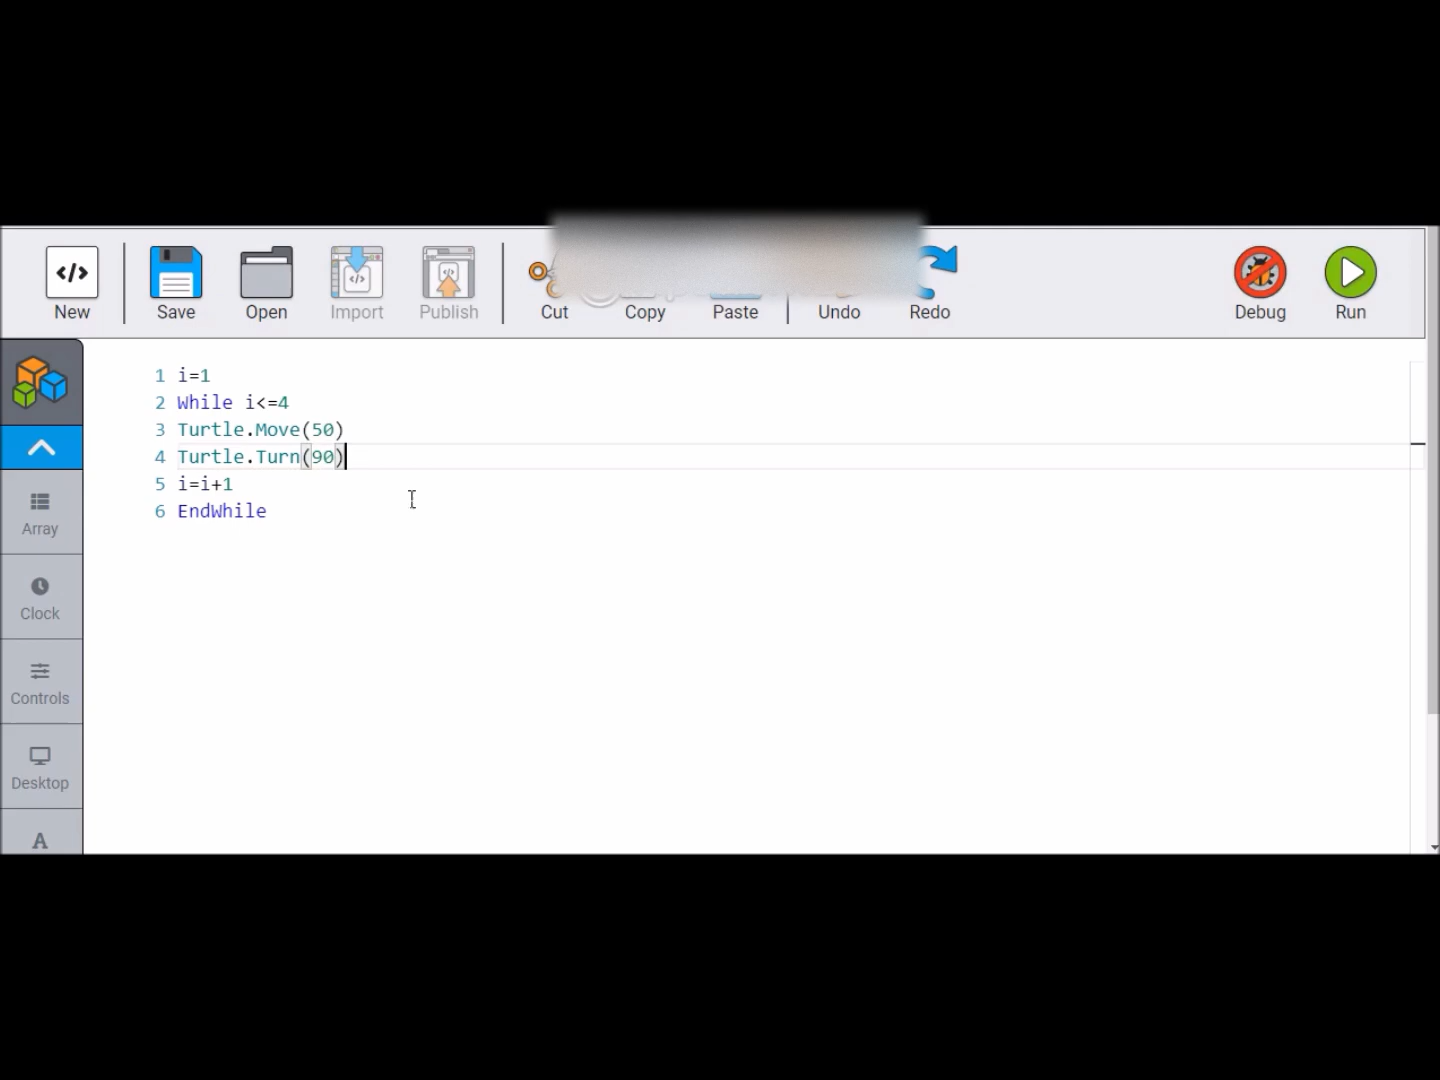 </>
New
Save
Open
</>
Import
</>
Publish
Cut
Copy
Paste
Undo
Redo
Debug
Run
1 i=1
2 While i<=4
3 Turtle.Move(50)
4 Turtle.Turn(90)
5 i=i+1
6 EndWhile
Array
Clock
Controls
Desktop
A